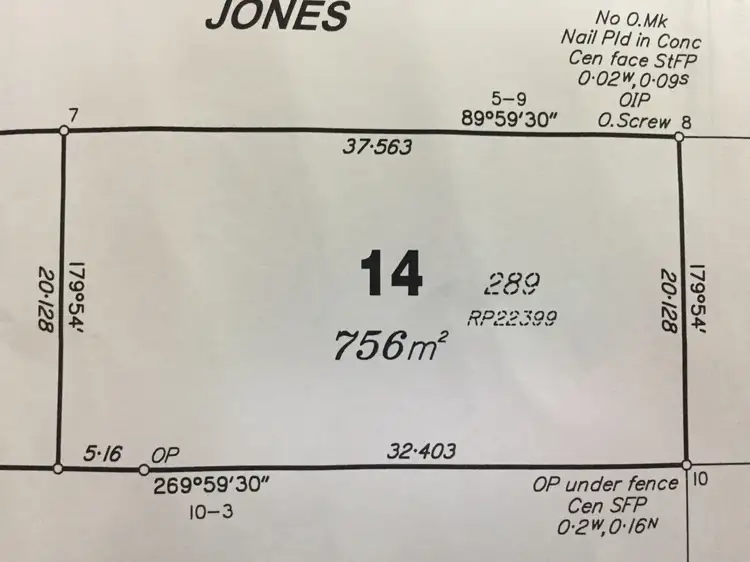 JONES
No O.Mk
Nail Pld in Conc
Cen face StFP
0·02W,0·09S
OIP
O.Screw
5-9
89°59'30"
7
8
37·563
179°54'
20·128
14
756m²
289
RP22399
179°54'
20·128
5·16
OP
32·403
269°59'30"
10-3
10
OP under fence
Cen SFP
0·2W,0·16N